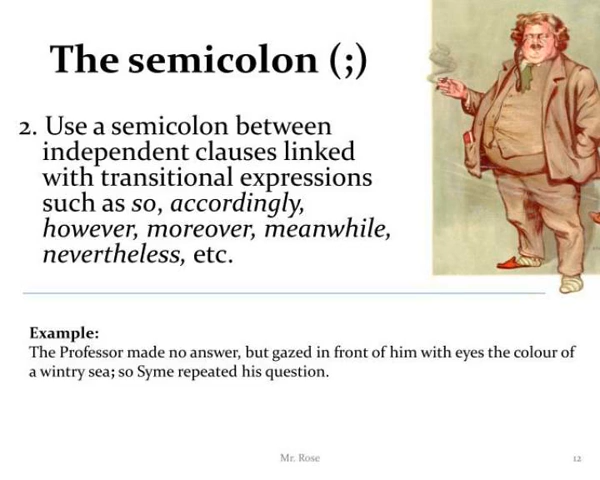 The semicolon (;)
2. Use a semicolon between
independent clauses linked
with transitional expressions
such as so, accordingly,
however, moreover, meanwhile,
nevertheless, etc.
Example:
The Professor made no answer, but gazed in front of him with eyes the colour of
a wintry sea; so Syme repeated his question.
Mr. Rose
12